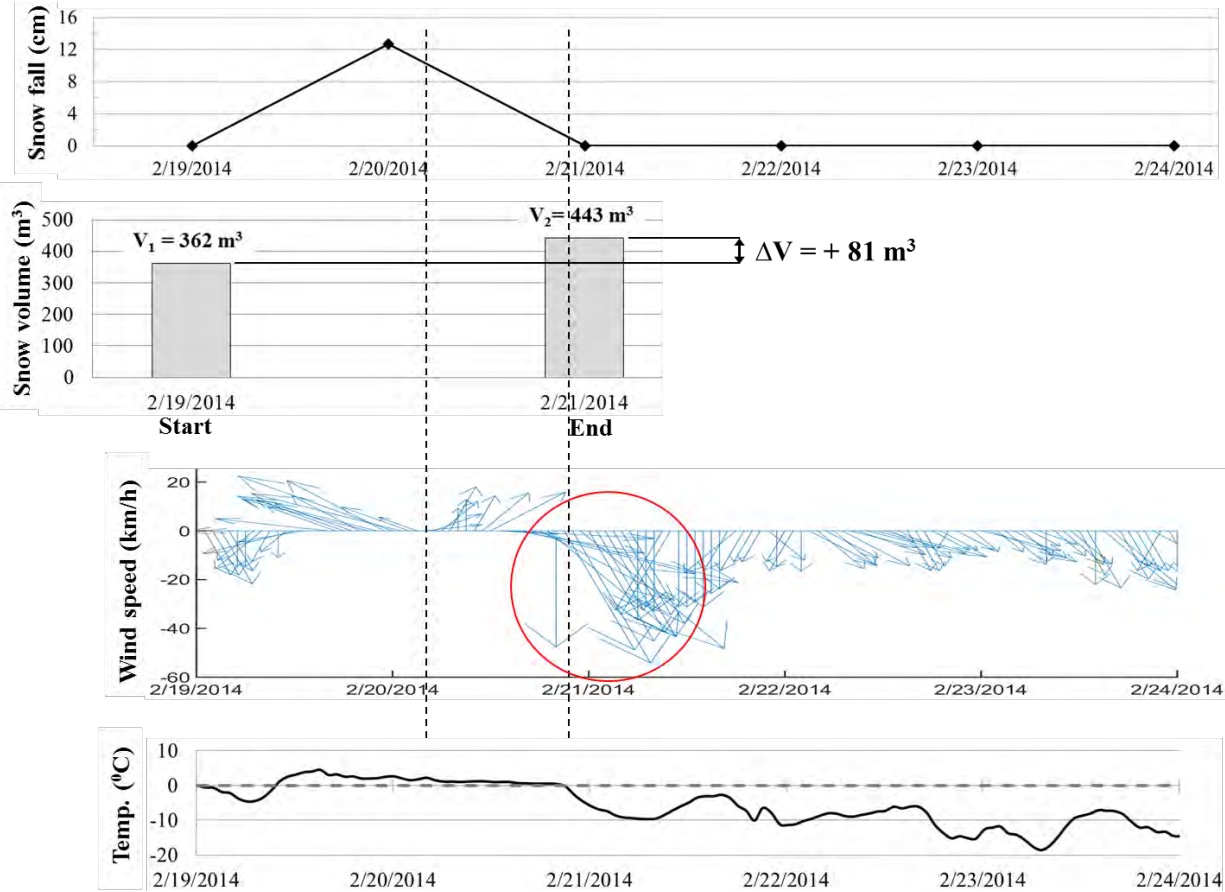 Snow fall (cm)
16
12
8
4
0
2/19/2014 2/20/2014 2/21/2014 2/22/2014 2/23/2014 2/24/2014
Snow volume (m³)
500
400
300
200
100
0
V₁ = 362 m³
V₂= 443 m³
ΔV = + 81 m³
2/19/2014 2/21/2014
Start End
Wind speed (km/h)
20
0
-20
-40
-60
2/19/2014 2/20/2014 2/21/2014 2/22/2014 2/23/2014 2/24/2014
Temp. (⁰C)
10
0
-10
-20
2/19/2014 2/20/2014 2/21/2014 2/22/2014 2/23/2014 2/24/2014